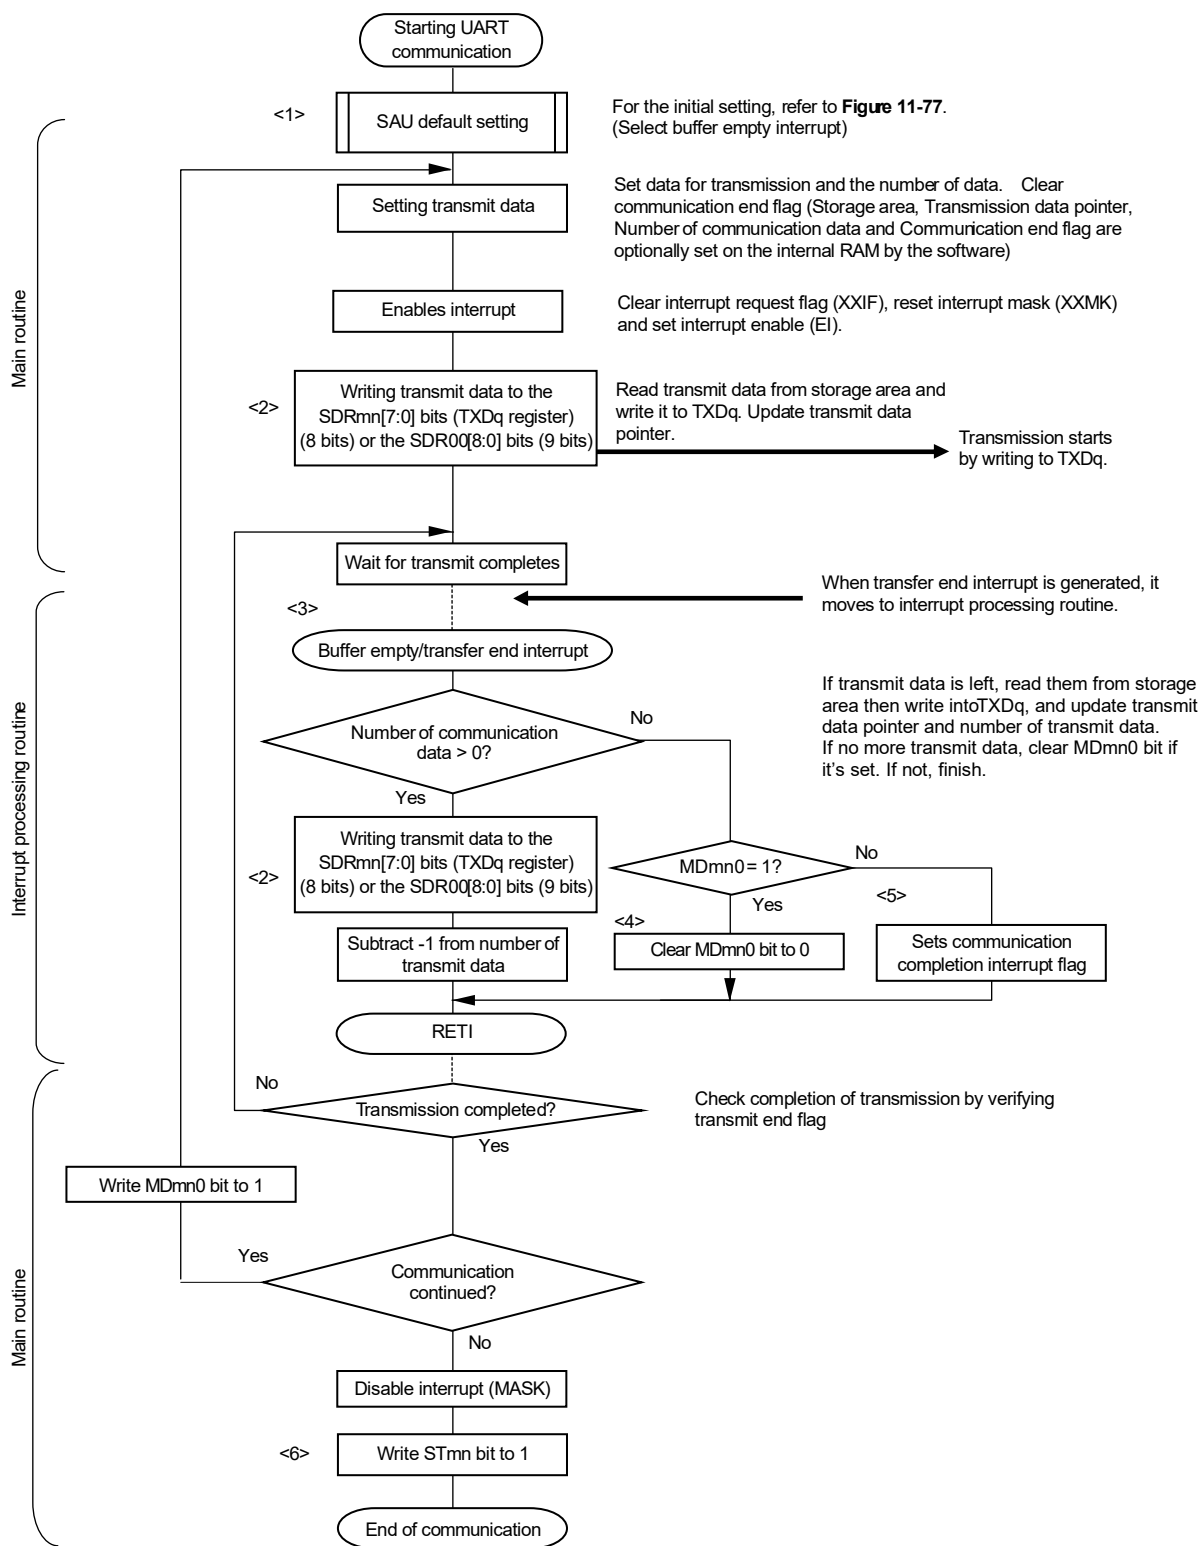 Starting UART
communication
<1>
SAU default setting
For the initial setting, refer to Figure 11-77.
(Select buffer empty interrupt)
Setting transmit data
Set data for transmission and the number of data. Clear
communication end flag (Storage area, Transmission data pointer,
Number of communication data and Communication end flag are
optionally set on the internal RAM by the software)
Main routine
Enables interrupt
Clear interrupt request flag (XXIF), reset interrupt mask (XXMK)
and set interrupt enable (EI).
<2>
Writing transmit data to the
SDRmn[7:0] bits (TXDq register)
(8 bits) or the SDR00[8:0] bits (9 bits)
Read transmit data from storage area and
write it to TXDq. Update transmit data
pointer.
Transmission starts
by writing to TXDq.
Wait for transmit completes
<3>
When transfer end interrupt is generated, it
moves to interrupt processing routine.
Buffer empty/transfer end interrupt
Interrupt processing routine
Number of communication
data > 0?
No
Yes
If transmit data is left, read them from storage
area then write intoTXDq, and update transmit
data pointer and number of transmit data.
If no more transmit data, clear MDmn0 bit if
it's set. If not, finish.
<2>
Writing transmit data to the
SDRmn[7:0] bits (TXDq register)
(8 bits) or the SDR00[8:0] bits (9 bits)
MDmn0 = 1?
No
Yes
<4>
<5>
Subtract -1 from number of
transmit data
Clear MDmn0 bit to 0
Sets communication
completion interrupt flag
RETI
No
Transmission completed?
Yes
Check completion of transmission by verifying
transmit end flag
Write MDmn0 bit to 1
Main routine
Yes
Communication
continued?
No
Disable interrupt (MASK)
<6>
Write STmn bit to 1
End of communication